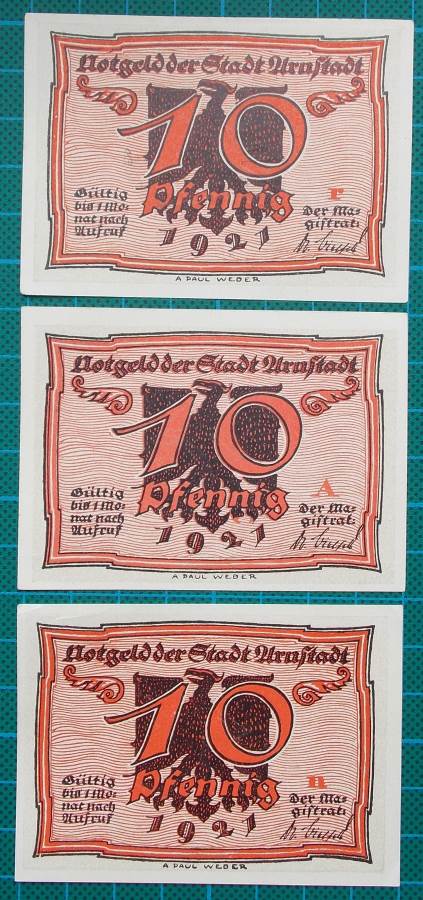 Notgeld der Stadt Arnstadt
10
Pfennig
1921
Gültig
bis 1 Mo=
nat nach
Aufruf
r
Der Ma=
gistrat:
A PAUL WEBER
Notgeld der Stadt Arnstadt
10
Pfennig
1921
Gültig
bis 1 Mo=
nat nach
Aufruf
A
Der Ma=
gistrat:
A PAUL WEBER
Notgeld der Stadt Arnstadt
10
Pfennig
1921
Gültig
bis 1 Mo=
nat nach
Aufruf
n
Der Ma=
gistrat:
A PAUL WEBER